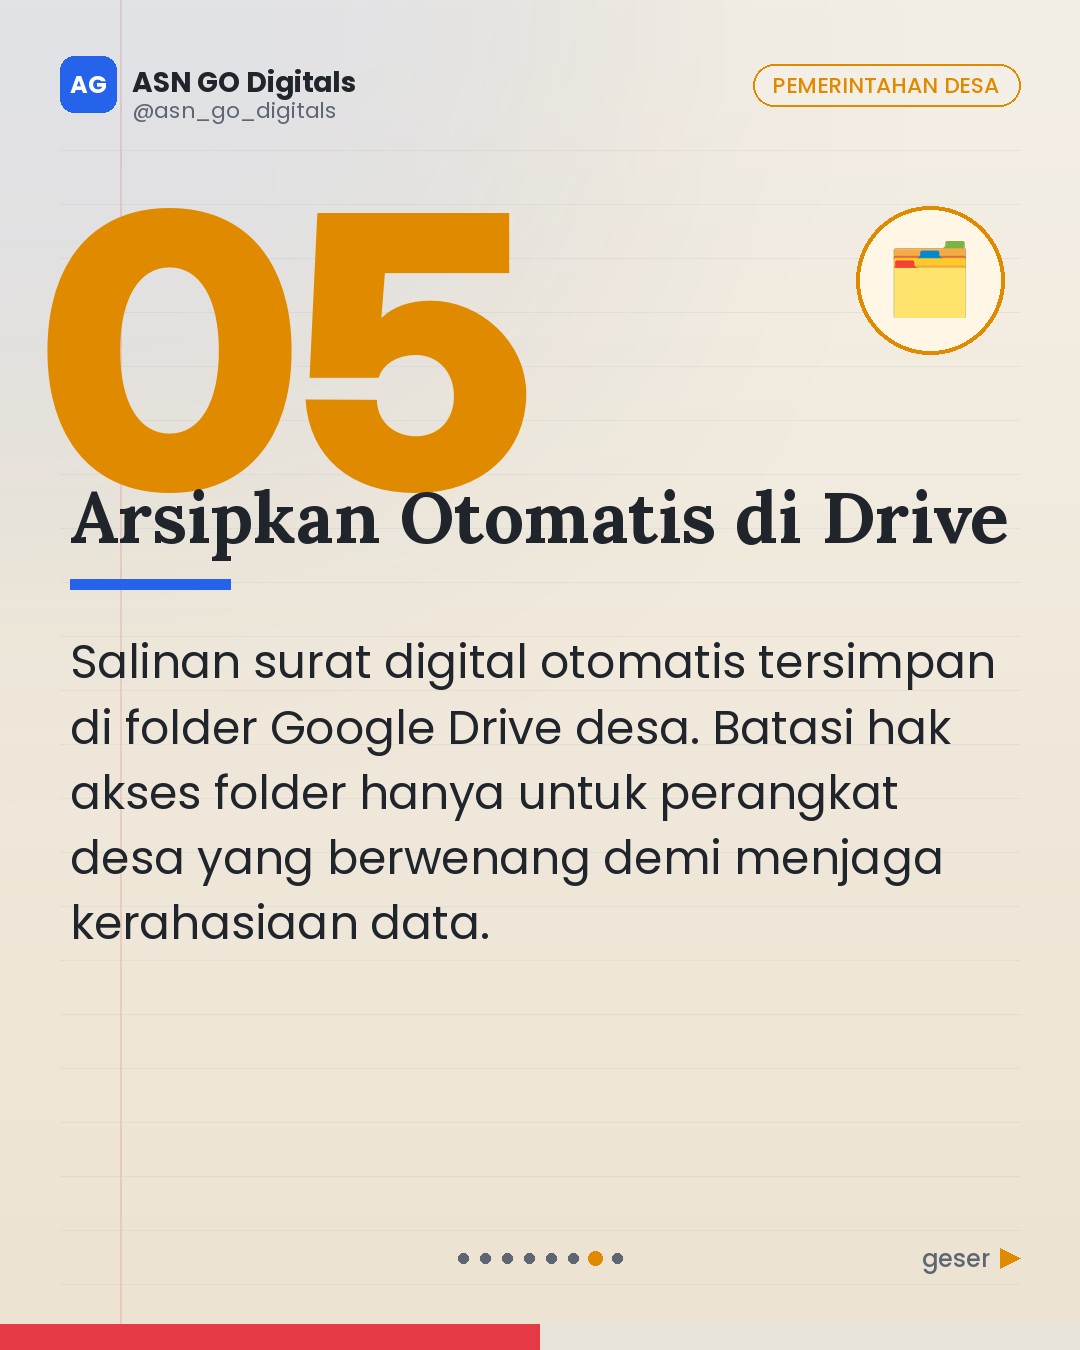 AG
ASN GO Digitals
@asn_go_digitals
PEMERINTAHAN DESA
05
Arsipkan Otomatis di Drive
Salinan surat digital otomatis tersimpan
di folder Google Drive desa. Batasi hak
akses folder hanya untuk perangkat
desa yang berwenang demi menjaga
kerahasiaan data.
geser